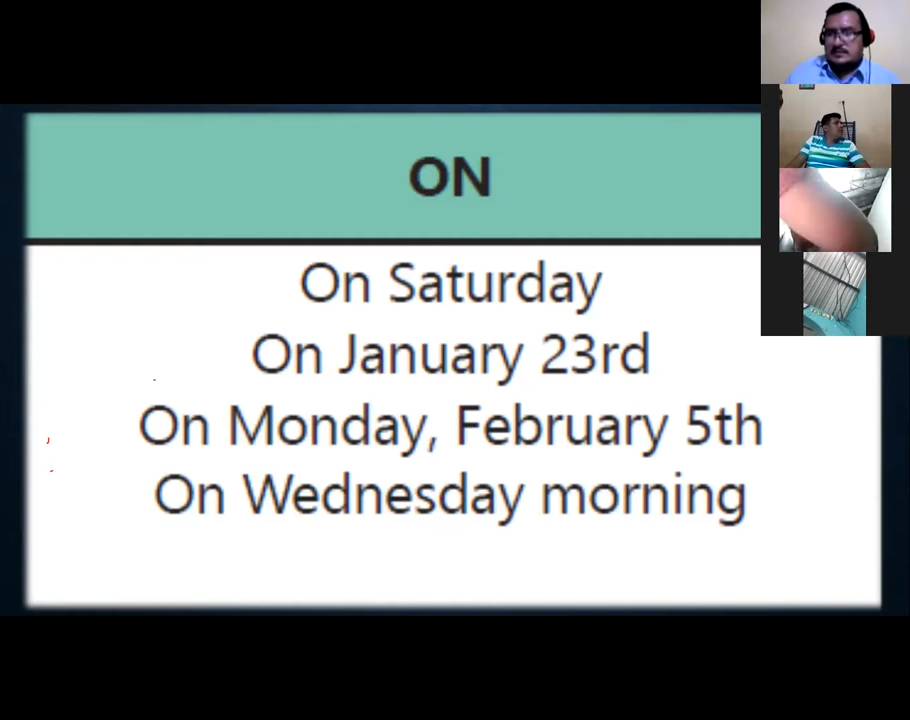 ON
On Saturday
On January 23rd
On Monday, February 5th
On Wednesday morning